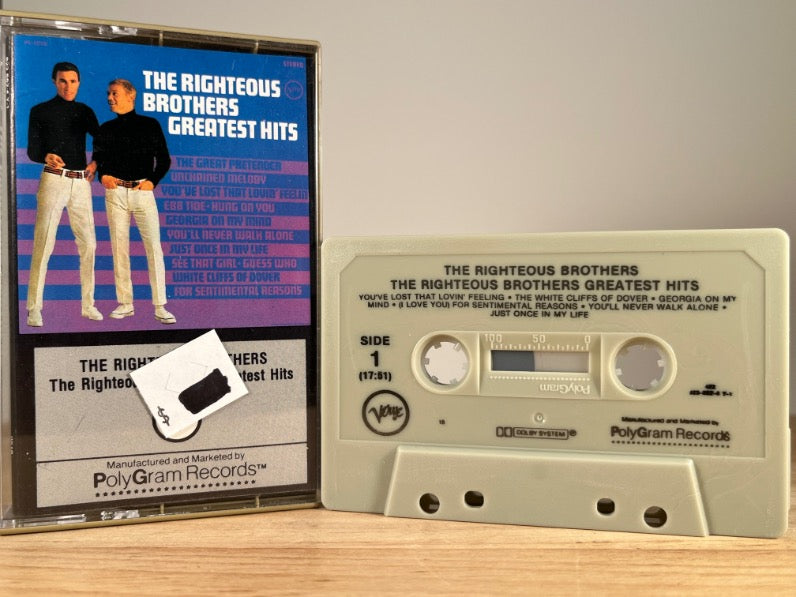 STEREO
THE RIGHTEOUS
BROTHERS
GREATEST HITS
THE GREAT PRETENDER
UNCHAINED MELODY
YOU'VE LOST THAT LOVIN' FEELIN'
EBB TIDE • HUNG ON YOU
GEORGIA ON MY MIND
YOU'LL NEVER WALK ALONE
JUST ONCE IN MY LIFE
SEE THAT GIRL • GUESS WHO
WHITE CLIFFS OF DOVER
FOR SENTIMENTAL REASONS
THE BROTHERS
The Hits
$
Manufactured and Marketed by
PolyGram Records™
THE RIGHTEOUS BROTHERS
THE RIGHTEOUS BROTHERS GREATEST HITS
YOU'VE LOST THAT LOVIN' FEELING • THE WHITE CLIFFS OF DOVER • GEORGIA ON MY
MIND • (I LOVE YOU) FOR SENTIMENTAL REASONS • YOU'LL NEVER WALK ALONE •
JUST ONCE IN MY LIFE
SIDE
1
(17:51)
100 50 0
PolyGram
Verve
DOLBY SYSTEM
Manufactured and Marketed by
PolyGram Records